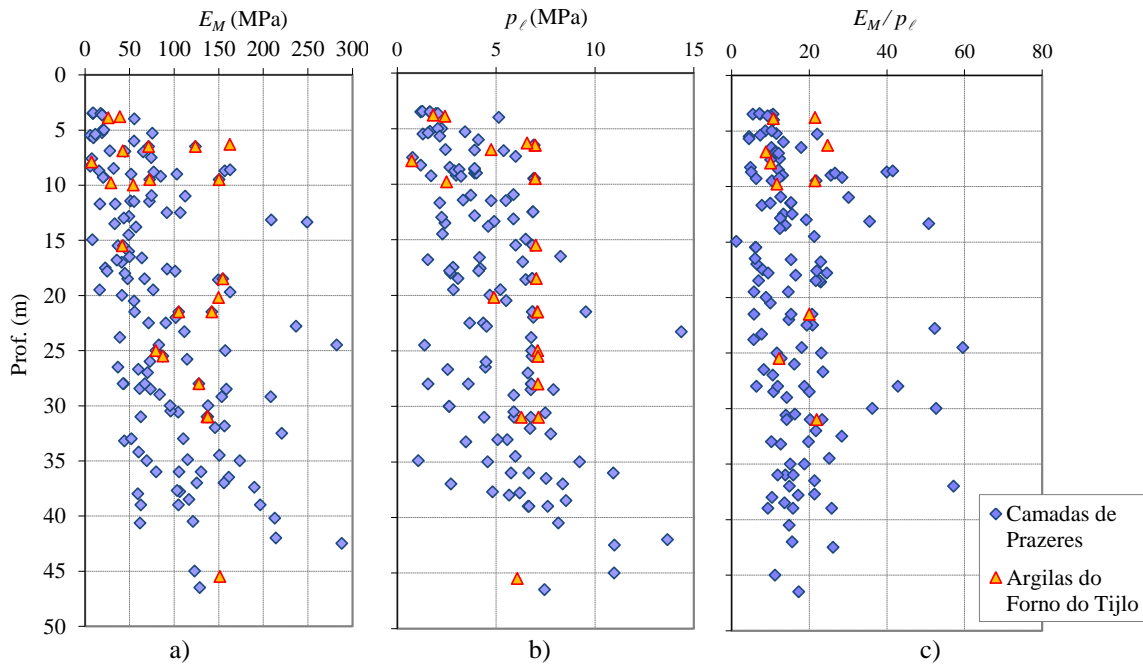 E_M (MPa)
0 50 100 150 200 250 300
p_ℓ (MPa)
0 5 10 15
E_M / p_ℓ
0 20 40 60 80
Prof. (m)
0
5
10
15
20
25
30
35
40
45
50
Camadas de
Prazeres
Argilas do
Forno do Tijlo
a)
b)
c)